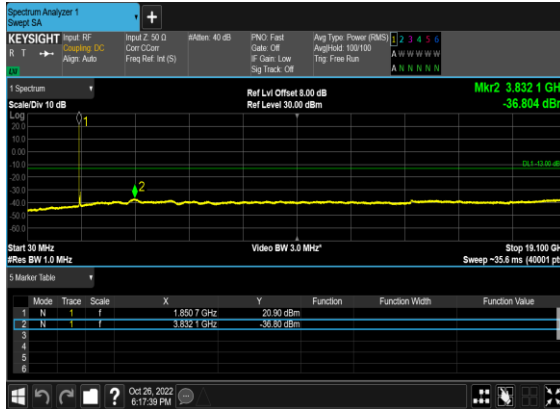 Spectrum Analyzer 1
Swept SA
+
KEYSIGHT Input: RF Input Z: 50 Ω #Atten: 40 dB PNO: Fast Avg Type: Power (RMS) 1 2 3 4 5 6
R T Coupling: DC Corr CCorr Gate: Off Avg|Hold: 100/100 A W W W W W
Align: Auto Freq Ref: Int (S) IF Gain: Low Trig: Free Run
LU Sig Track: Off A N N N N N
1 Spectrum Ref Lvl Offset 8.00 dB Mkr2 3.832 1 GH
Scale/Div 10 dB Ref Level 30.00 dBm -36.804 dBr
Log
20.0 1
10.0
0.00
-10.0 DL1 -13.00 dB
-20.0
-30.0 2
-40.0
-50.0
-60.0
Start 30 MHz Video BW 3.0 MHz* Stop 19.100 GH
#Res BW 1.0 MHz Sweep ~35.6 ms (40001 pt
5 Marker Table
Mode Trace Scale X Y Function Function Width Function Value
1 N 1 f 1.850 7 GHz 20.90 dBm
2 N 1 f 3.832 1 GHz -36.80 dBm
3
4
5
6
? Oct 26, 2022
6:17:39 PM